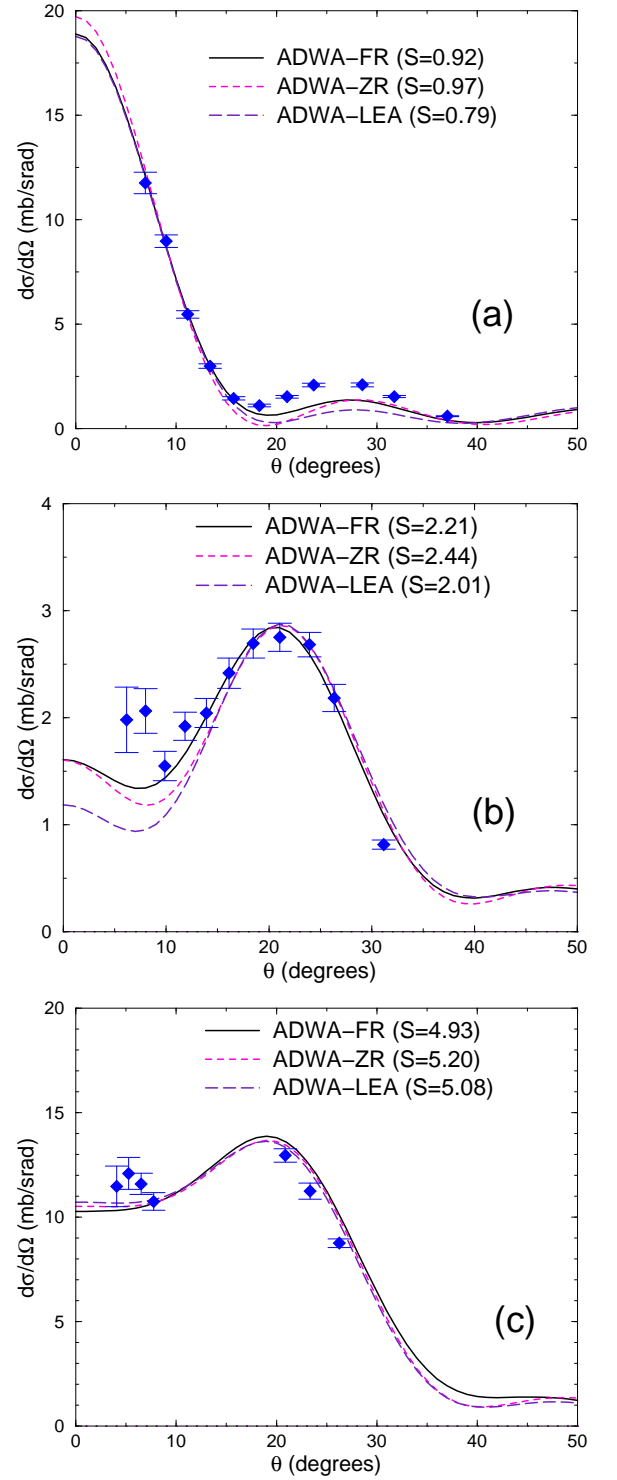 20
15
10
5
0
dσ/dΩ (mb/srad)
ADWA−FR (S=0.92)
ADWA−ZR (S=0.97)
ADWA−LEA (S=0.79)
(a)
0 10 20 30 40 50
θ (degrees)
4
3
2
1
0
dσ/dΩ (mb/srad)
ADWA−FR (S=2.21)
ADWA−ZR (S=2.44)
ADWA−LEA (S=2.01)
(b)
0 10 20 30 40 50
θ (degrees)
20
15
10
5
0
dσ/dΩ (mb/srad)
ADWA−FR (S=4.93)
ADWA−ZR (S=5.20)
ADWA−LEA (S=5.08)
(c)
0 10 20 30 40 50
θ (degrees)